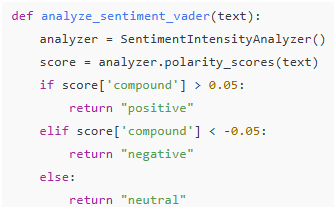 def analyze_sentiment_vader(text):
    analyzer = SentimentIntensityAnalyzer()
    score = analyzer.polarity_scores(text)
    if score['compound'] > 0.05:
        return "positive"
    elif score['compound'] < -0.05:
        return "negative"
    else:
        return "neutral"